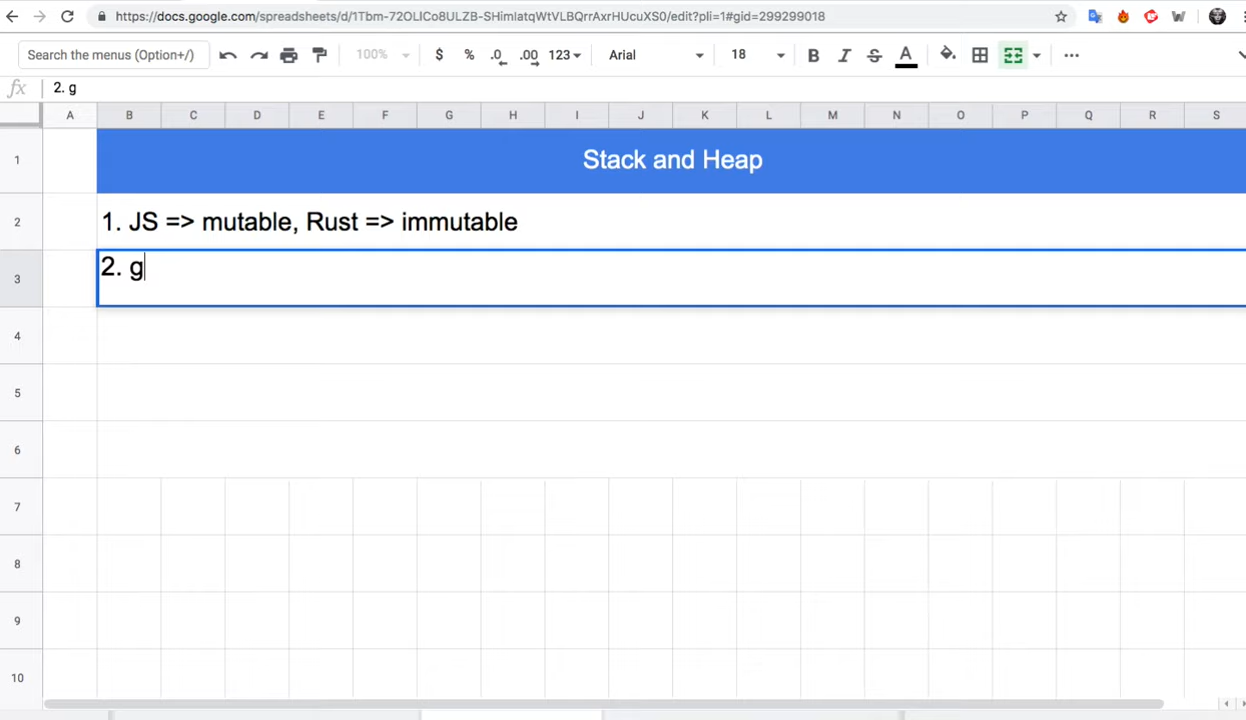 https://docs.google.com/spreadsheets/d/1Tbm-72OLlCo8ULZB-SHimlatqWtVLBQrrAxrHUcuXS0/edit?pli=1#gid=299299018
Search the menus (Option+/) 100% $ % .0 .00 123 Arial 18 B I S A ...
fx 2. g
A B C D E F G H I J K L M N O P Q R S
1 Stack and Heap
2 1. JS => mutable, Rust => immutable
3 2. g
4
5
6
7
8
9
10